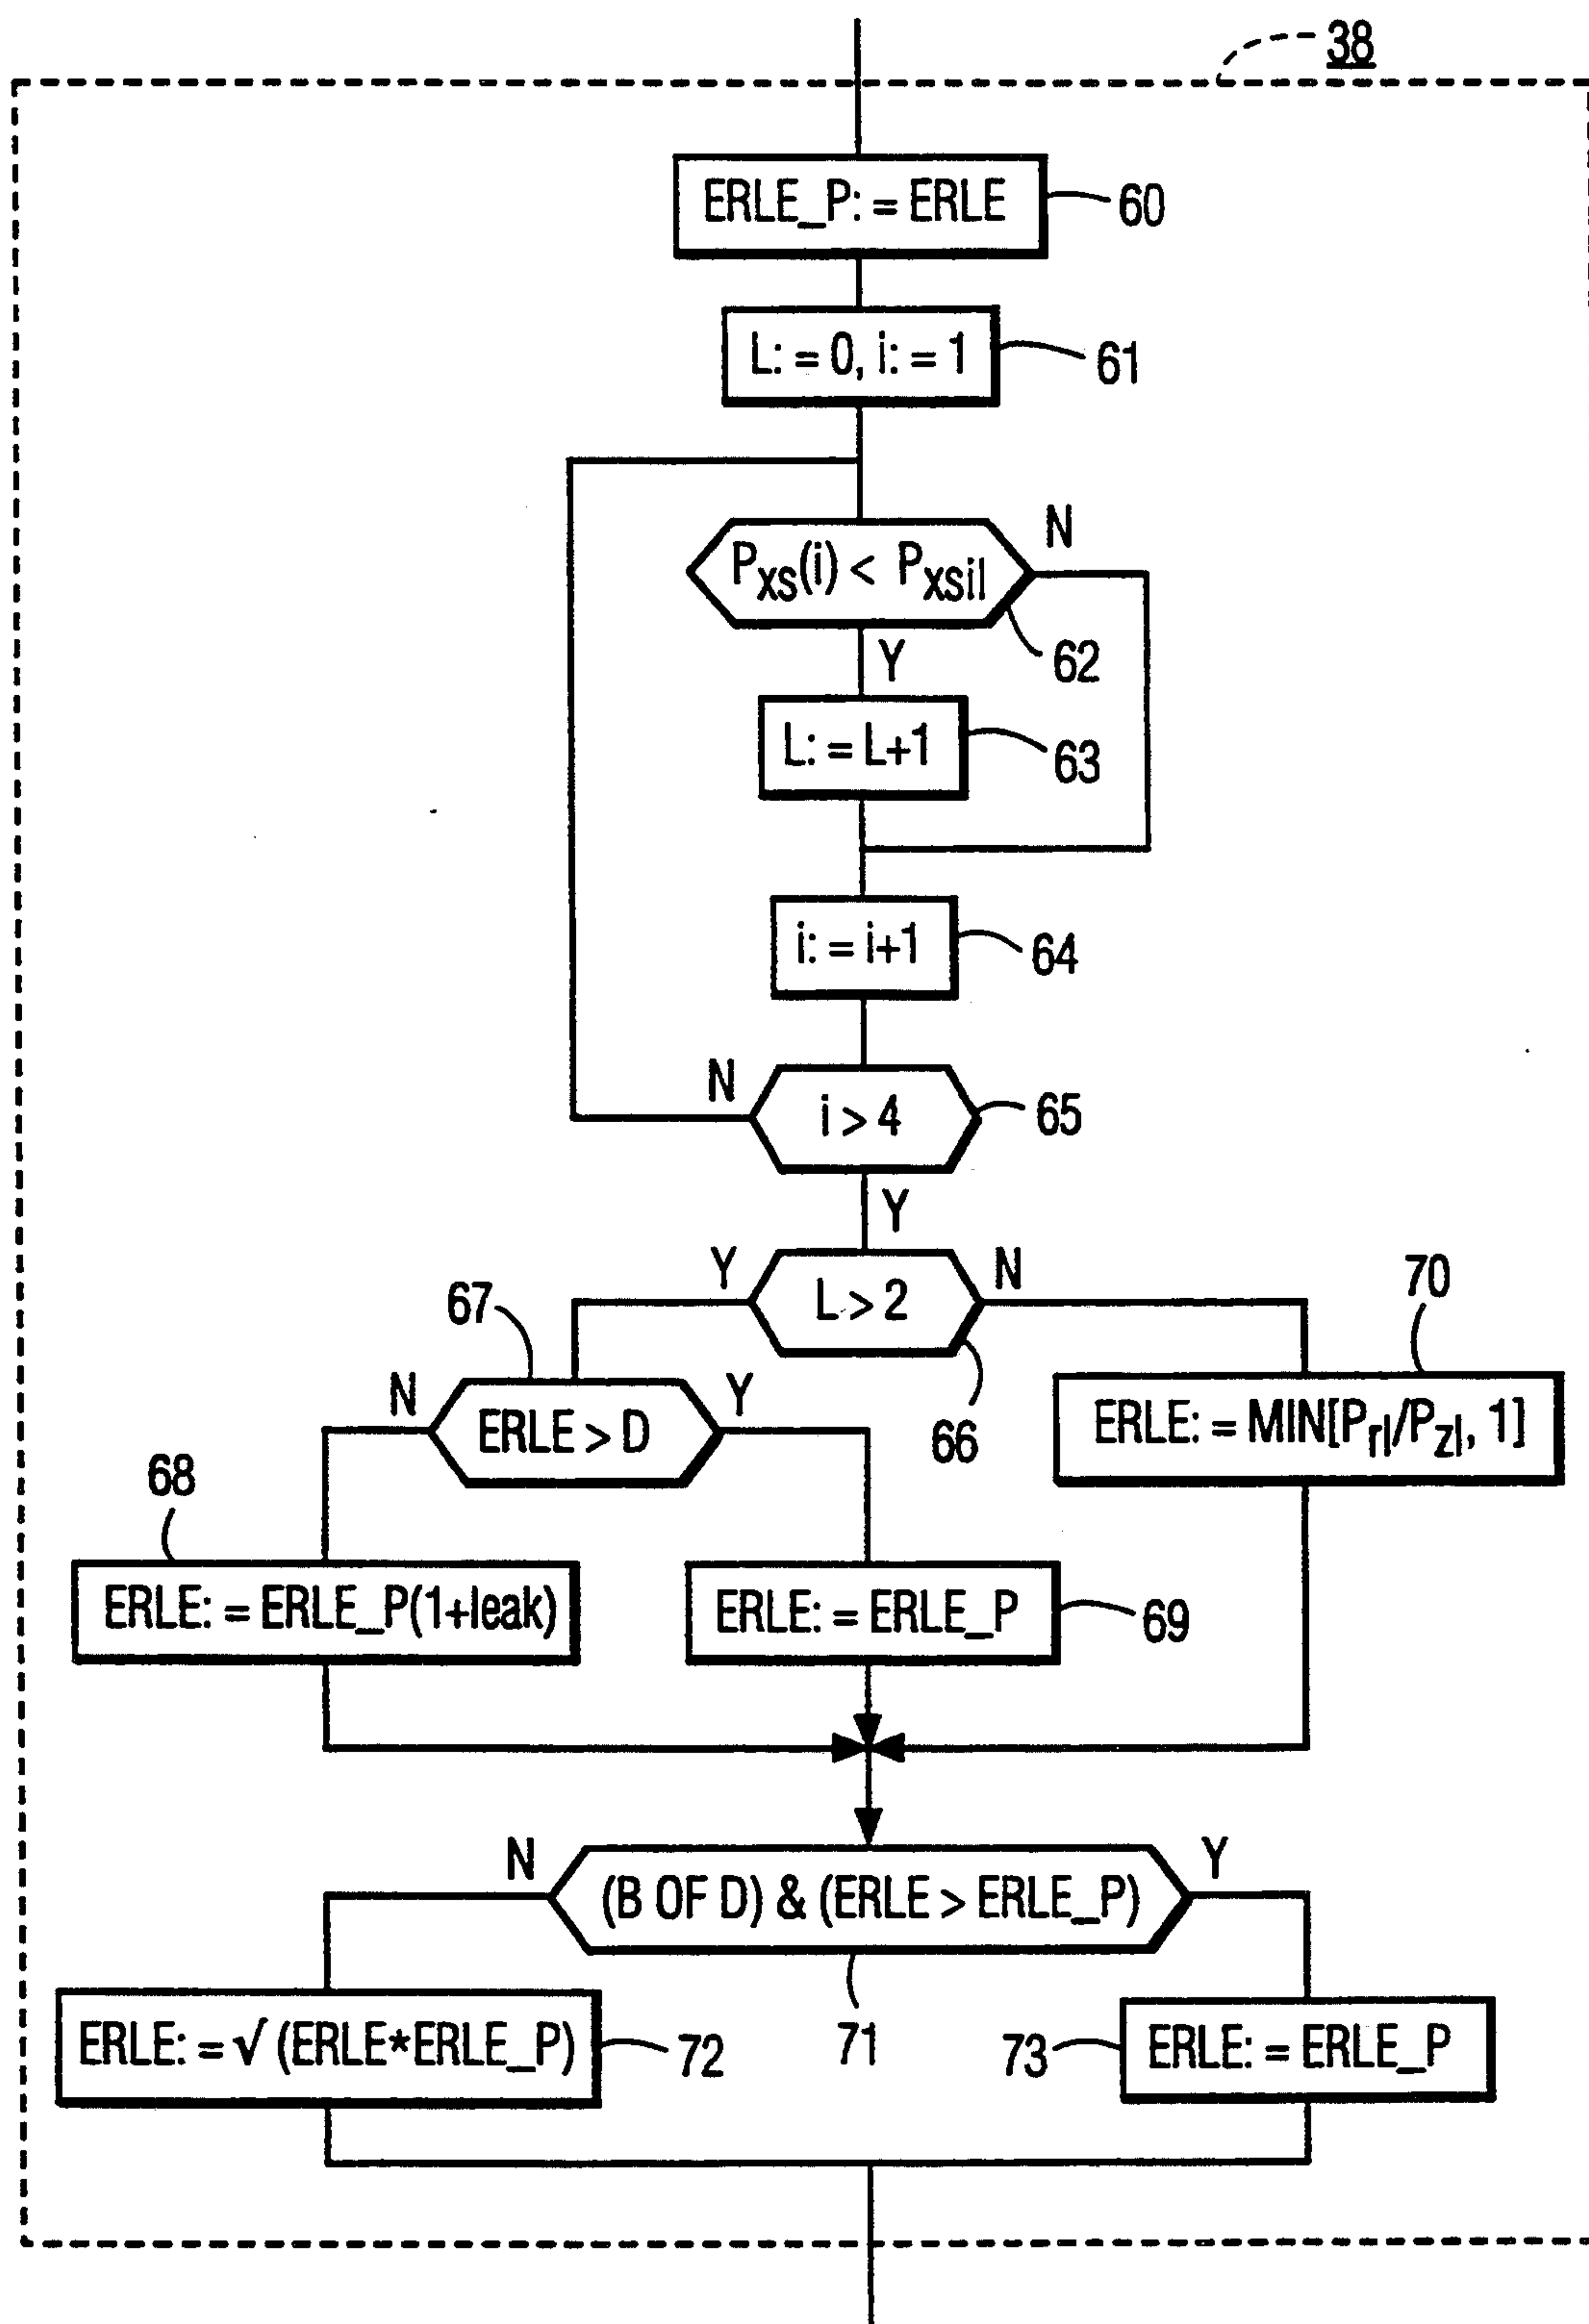 38
ERLE_P: = ERLE
60
L: = 0, i: = 1
61
Pxs(i) < Pxsil
N
62
Y
L: = L+1
63
i: = i+1
64
N
i > 4
65
Y
Y
L > 2
N
66
70
67
N
ERLE > D
Y
ERLE: = MIN[Prl/Pzl, 1]
68
ERLE: = ERLE_P(1+leak)
ERLE: = ERLE_P
69
N
(B OF D) & (ERLE > ERLE_P)
Y
71
ERLE: = √ (ERLE*ERLE_P)
72
73
ERLE: = ERLE_P